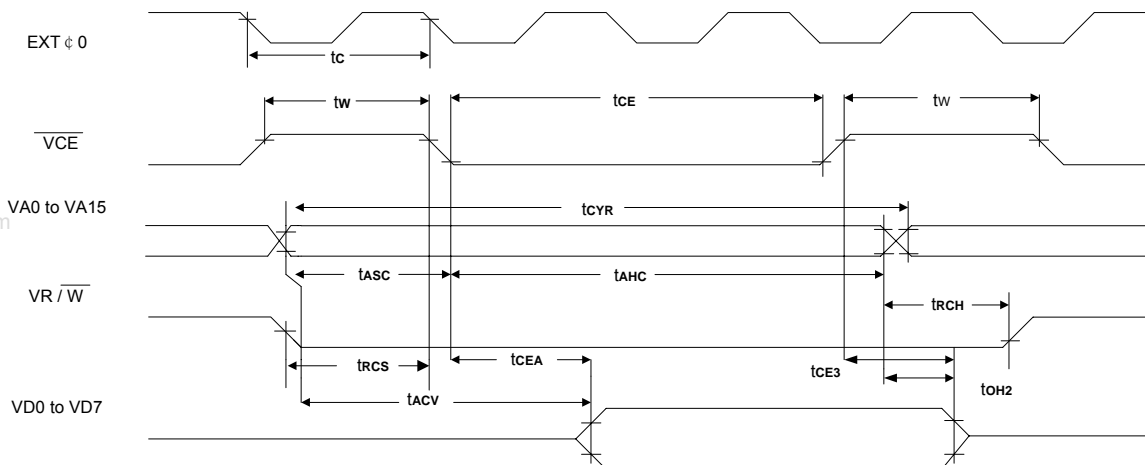 EXT ¢ 0
tC
tW
tCE
tW
VCE
VA0 to VA15
tCYR
m
tASC
tAHC
VR / W
tRCH
tRCS
tCEA
tCE3
tACV
tOH2
VD0 to VD7